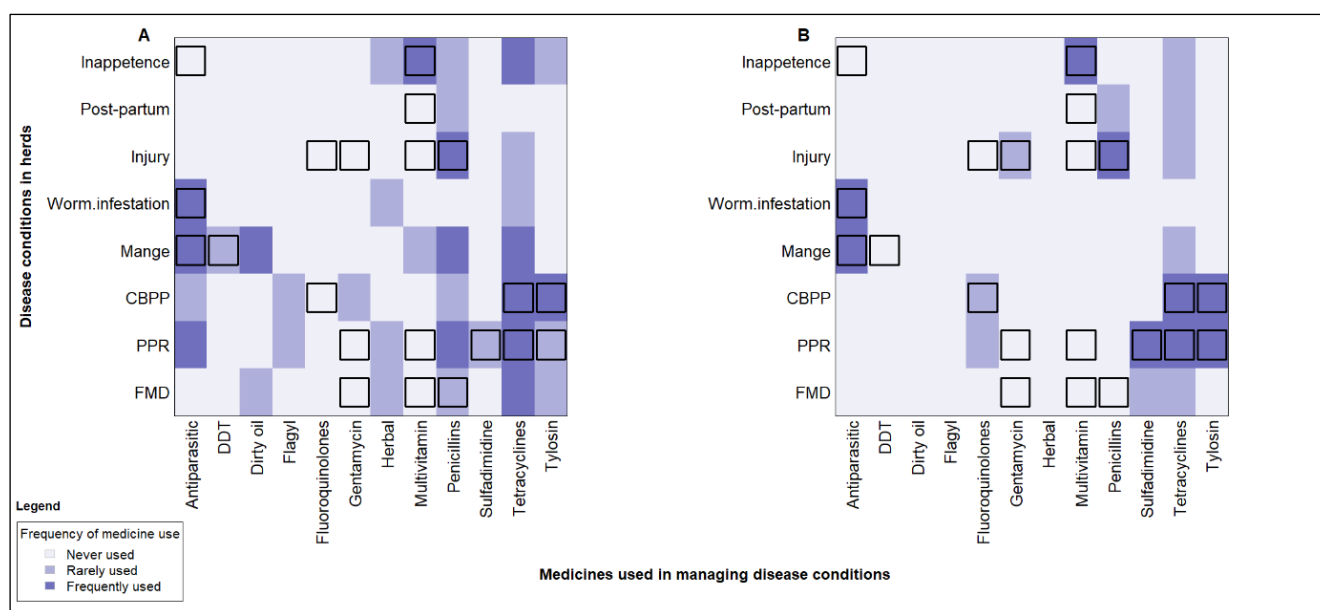 A
B
Disease conditions in herds
Inappetence
Post-partum
Injury
Worm.infestation
Mange
CBPP
PPR
FMD
Antiparasitic
DDT
Dirty oil
Flagyl
Fluoroquinolones
Gentamycin
Herbal
Multivitamin
Penicillins
Sulfadimidine
Tetracyclines
Tylosin
Inappetence
Post-partum
Injury
Worm.infestation
Mange
CBPP
PPR
FMD
Antiparasitic
DDT
Dirty oil
Flagyl
Fluoroquinolones
Gentamycin
Herbal
Multivitamin
Penicillins
Sulfadimidine
Tetracyclines
Tylosin
Legend
Frequency of medicine use
Never used
Rarely used
Frequently used
Medicines used in managing disease conditions